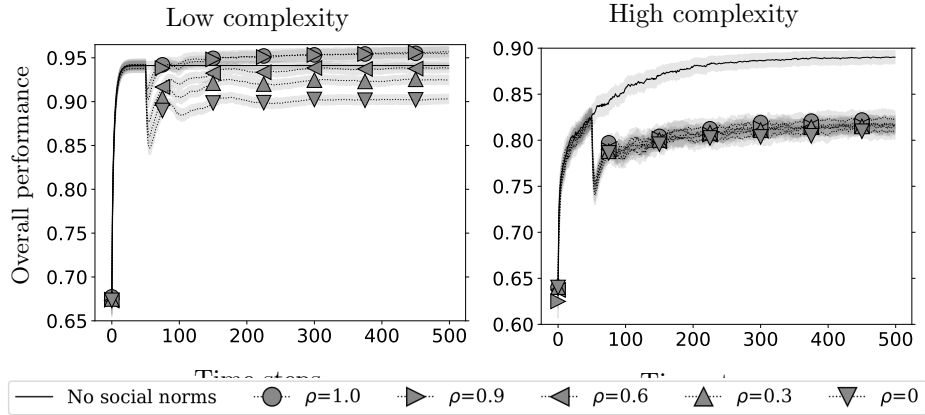 Low complexity
High complexity
Overall performance
0.95
0.90
0.85
0.80
0.75
0.70
0.65
0 100 200 300 400 500
0.90
0.85
0.80
0.75
0.70
0.65
0.60
0 100 200 300 400 500
Time steps
No social norms ρ=1.0 ρ=0.9 ρ=0.6 ρ=0.3 ρ=0